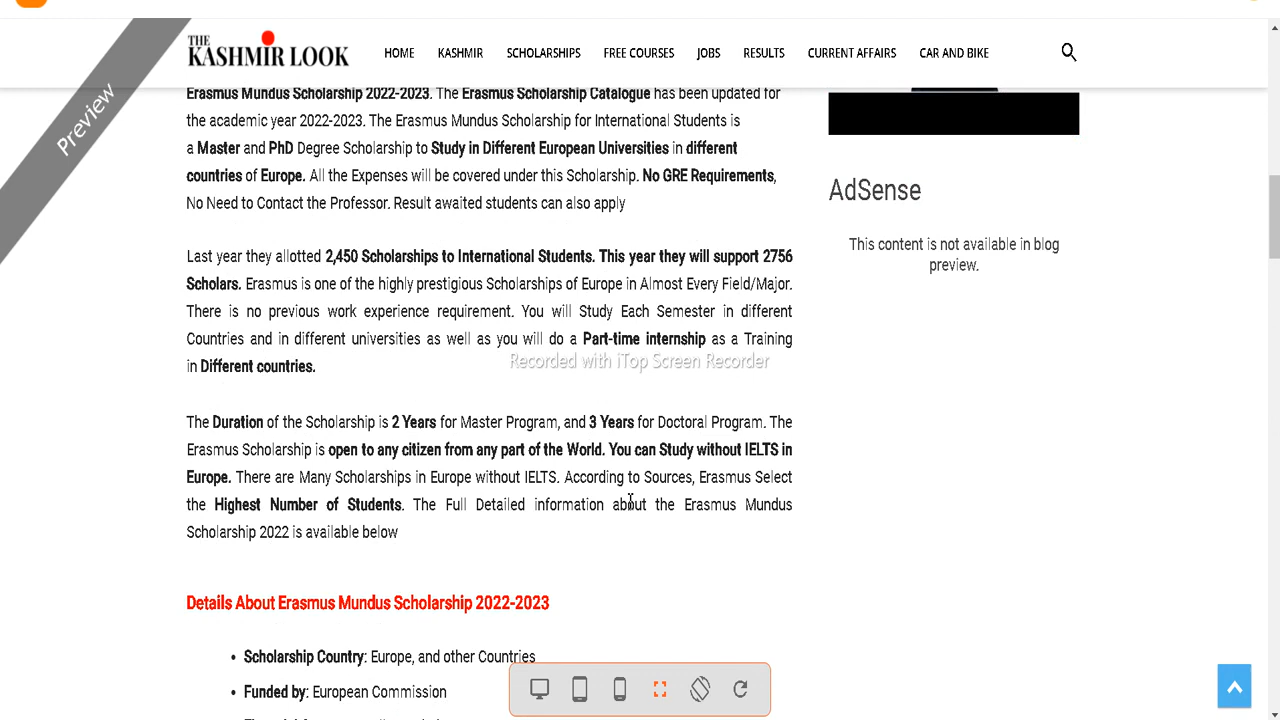 Preview
THE
KASHMIR LOOK
HOME KASHMIR SCHOLARSHIPS FREE COURSES JOBS RESULTS CURRENT AFFAIRS CAR AND BIKE
Erasmus Mundus Scholarship 2022-2023. The Erasmus Scholarship Catalogue has been updated for
the academic year 2022-2023. The Erasmus Mundus Scholarship for International Students is
a Master and PhD Degree Scholarship to Study in Different European Universities in different
countries of Europe. All the Expenses will be covered under this Scholarship. No GRE Requirements,
No Need to Contact the Professor. Result awaited students can also apply
Last year they allotted 2,450 Scholarships to International Students. This year they will support 2756
Scholars. Erasmus is one of the highly prestigious Scholarships of Europe in Almost Every Field/Major.
There is no previous work experience requirement. You will Study Each Semester in different
Countries and in different universities as well as you will do a Part-time internship as a Training
in Different countries.
Recorded with iTop Screen Recorder
The Duration of the Scholarship is 2 Years for Master Program, and 3 Years for Doctoral Program. The
Erasmus Scholarship is open to any citizen from any part of the World. You can Study without IELTS in
Europe. There are Many Scholarships in Europe without IELTS. According to Sources, Erasmus Select
the Highest Number of Students. The Full Detailed information about the Erasmus Mundus
Scholarship 2022 is available below
Details About Erasmus Mundus Scholarship 2022-2023
• Scholarship Country: Europe, and other Countries
• Funded by: European Commission
AdSense
This content is not available in blog
preview.